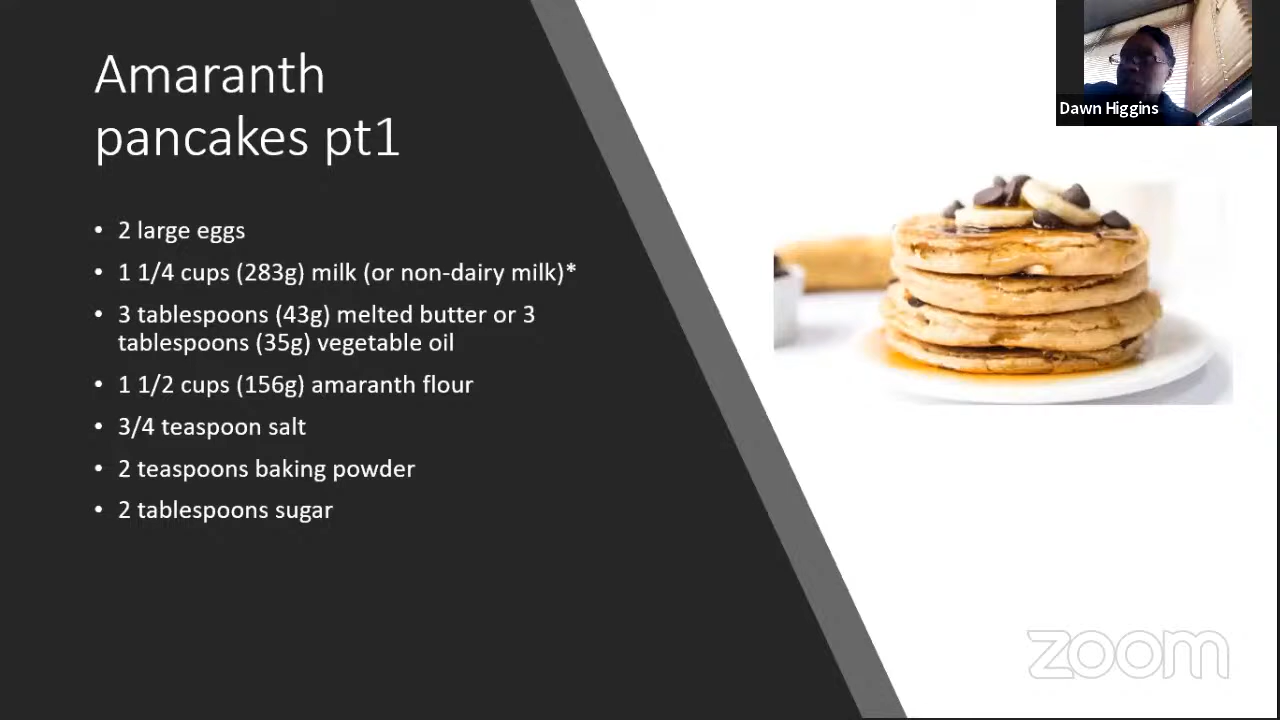 Amaranth
pancakes pt1
• 2 large eggs
• 1 1/4 cups (283g) milk (or non-dairy milk)*
• 3 tablespoons (43g) melted butter or 3
tablespoons (35g) vegetable oil
• 1 1/2 cups (156g) amaranth flour
• 3/4 teaspoon salt
• 2 teaspoons baking powder
• 2 tablespoons sugar
Dawn Higgins
zoom